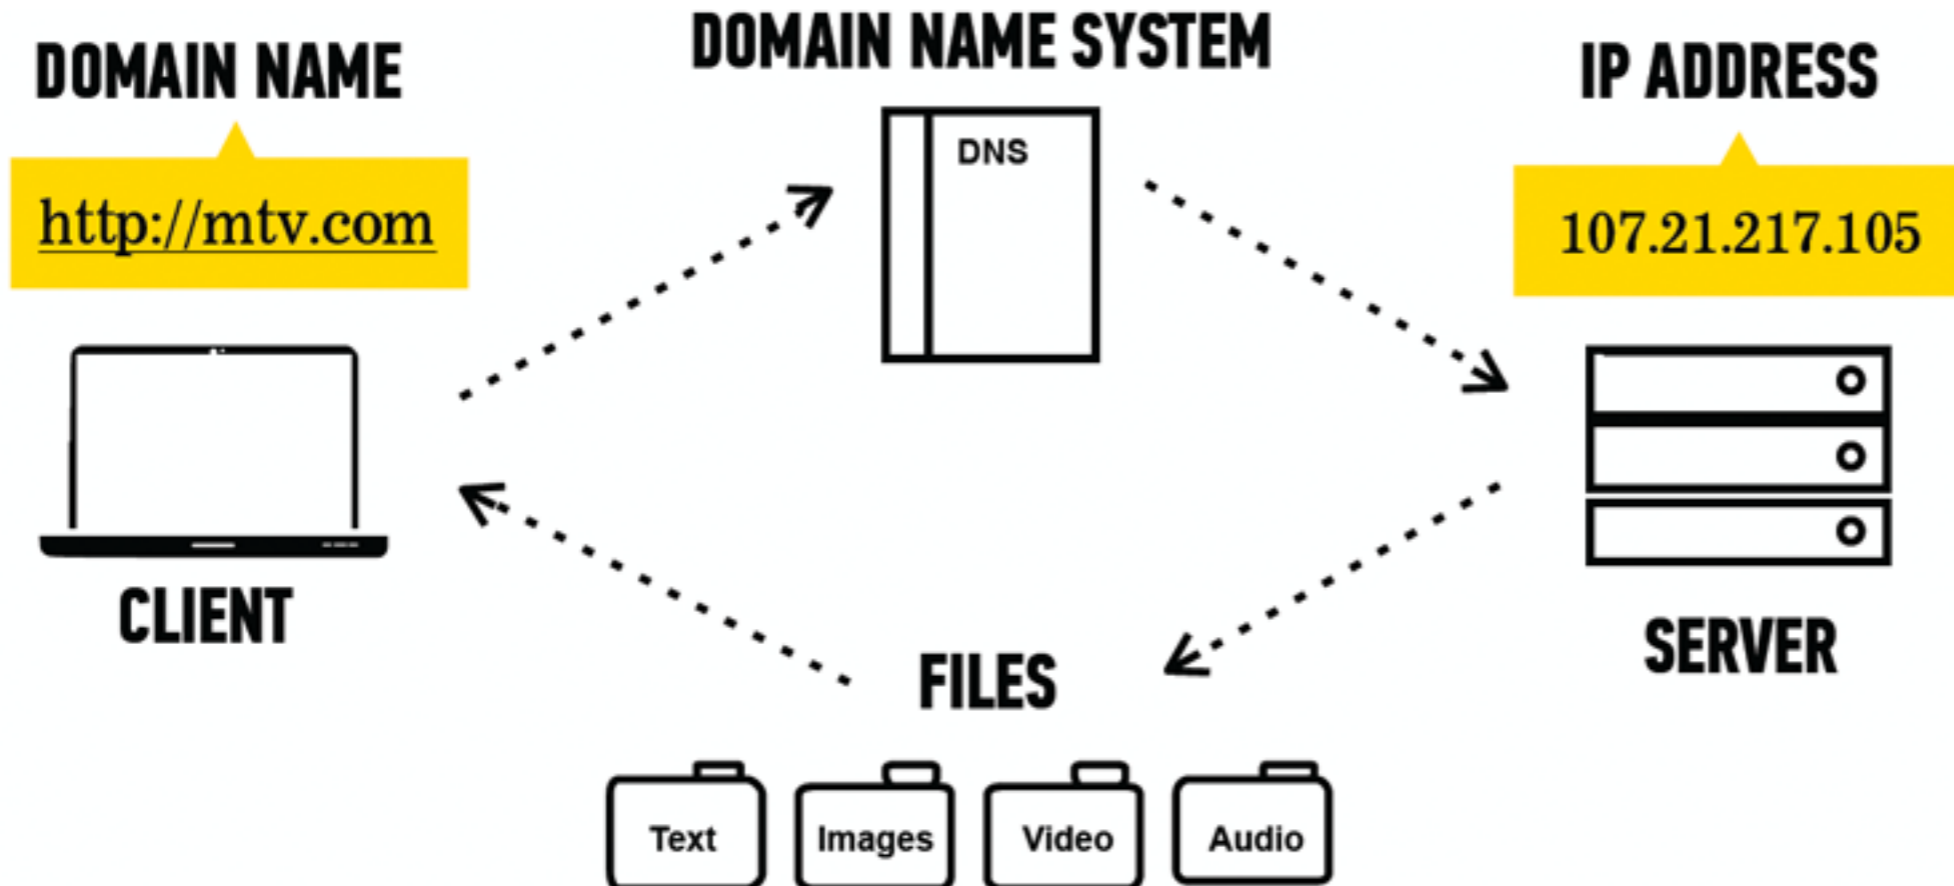 DOMAIN NAME SYSTEM
DOMAIN NAME
IP ADDRESS
DNS
http://mtv.com
107.21.217.105
CLIENT
SERVER
FILES
Text
Images
Video
Audio